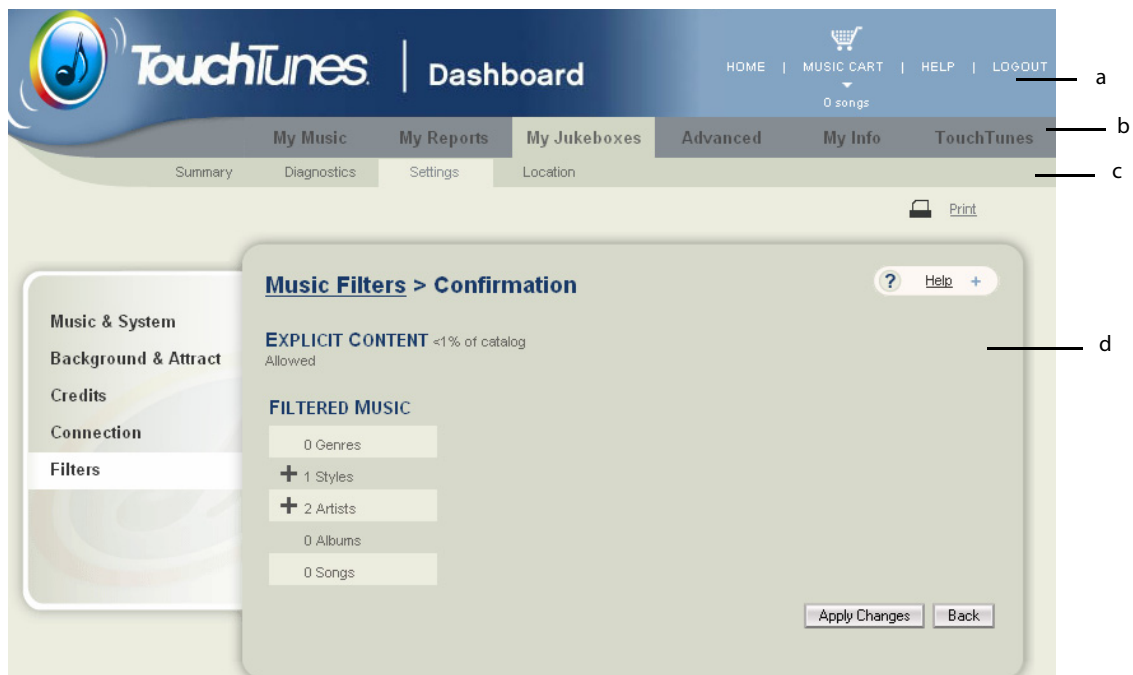 TouchTunes. | Dashboard
HOME | MUSIC CART | HELP | LOGOUT
0 songs
a
My Music My Reports My Jukeboxes Advanced My Info TouchTunes
b
Summary Diagnostics Settings Location
c
Print
Music Filters > Confirmation
? Help +
Music & System
Background & Attract
Credits
Connection
Filters
EXPLICIT CONTENT <1% of catalog
Allowed
d
FILTERED MUSIC
0 Genres
+ 1 Styles
+ 2 Artists
0 Albums
0 Songs
Apply Changes Back